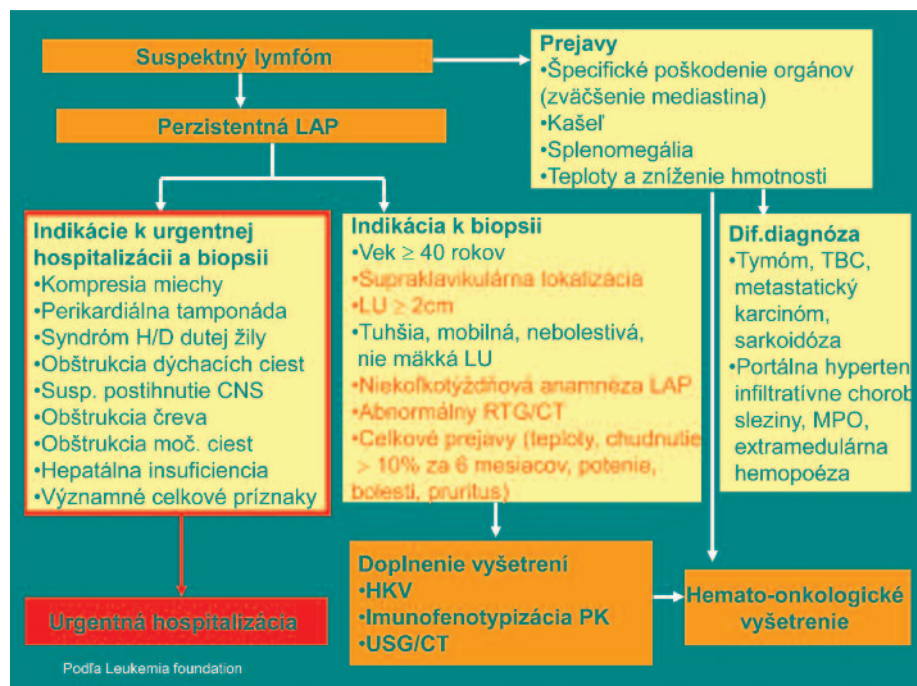 Suspektný lymfóm
Perzistentná LAP
Prejavy
•Špecifické poškodenie orgánov
(zväčšenie mediastina)
•Kašeľ
•Splenomegália
•Teploty a zníženie hmotnosti
Indikácie k urgentnej
hospitalizácii a biopsii
•Kompresia miechy
•Perikardiálna tamponáda
•Syndróm H/D dutej žily
•Obštrukcia dýchacích ciest
•Susp. postihnutie CNS
•Obštrukcia čreva
•Obštrukcia moč. ciest
•Hepatálna insuficiencia
•Významné celkové príznaky
Indikácia k biopsii
•Vek ≥ 40 rokov
•Supraklavikulárna lokalizácia
•LU ≥ 2cm
•Tuhšia, mobilná, nebolestivá,
nie mäkká LU
•Niekoľkotýždňová anamnéza LAP
•Abnormálny RTG/CT
•Celkové prejavy (teploty, chudnutie
> 10% za 6 mesiacov, potenie,
bolesti, pruritus)
Dif.diagnóza
•Tymóm, TBC,
metastatický
karcinóm,
sarkoidóza
•Portálna hyperten
infiltratívne chorob
sleziny, MPO,
extramedulárna
hemopoéza
Urgentná hospitalizácia
Doplnenie vyšetrení
•HKV
•Imunofenotypizácia PK
•USG/CT
Hemato-onkologické
vyšetrenie
Podľa Leukemia foundation